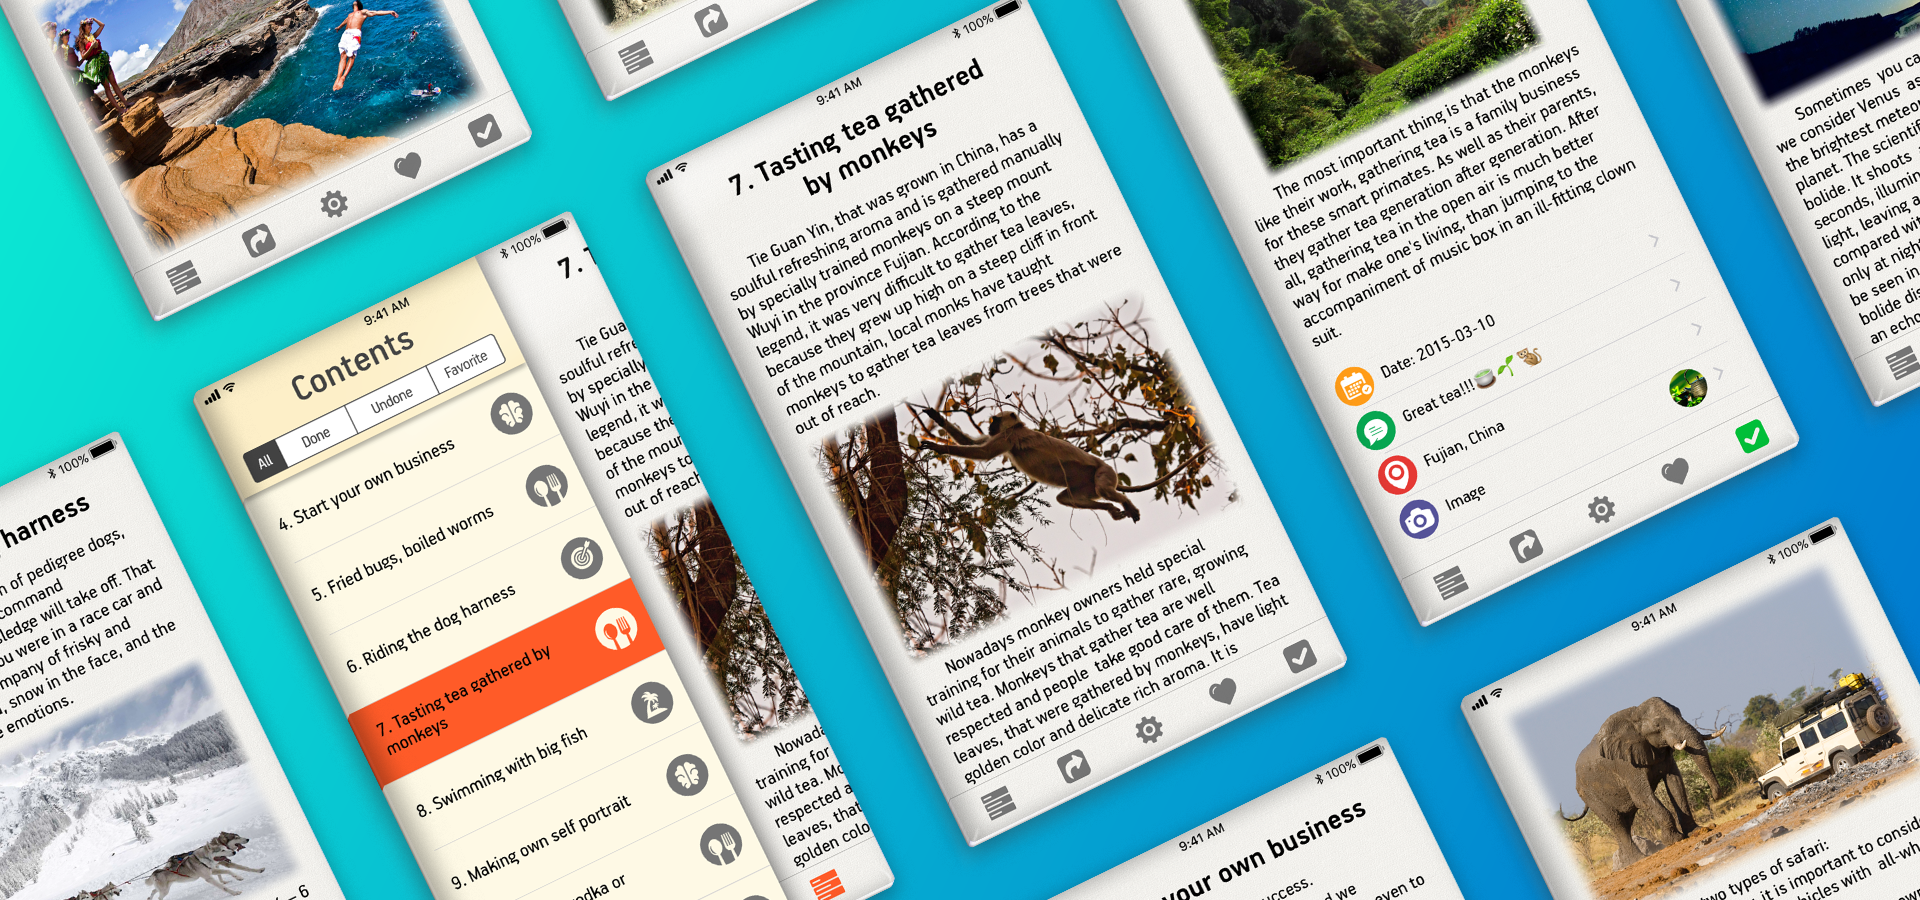 100%
harness
n of pedigree dogs,
command
sledge will take off. That
ou were in a race car and
mpany of frisky and
, snow in the face, and the
e emotions.
– 6
9:41 AM
100%
Contents
All
Done
Undone
Favorite
4. Start your own business
5. Fried bugs, boiled worms
6. Riding the dog harness
7. Tasting tea gathered by
monkeys
8. Swimming with big fish
9. Making own self portrait
vodka or
7. T
Tie Gua
soulful refre
by specially
Wuyi in the
legend, it w
because the
of the mour
monkeys to
out of reach
Nowada
training for
wild tea. Mo
respected a
leaves, that
golden colo
9:41 AM
100%
7. Tasting tea gathered
by monkeys
Tie Guan Yin, that was grown in China, has a
soulful refreshing aroma and is gathered manually
by specially trained monkeys on a steep mount
Wuyi in the province Fujian. According to the
legend, it was very difficult to gather tea leaves,
because they grew up high on a steep cliff in front
of the mountain, local monks have taught
monkeys to gather tea leaves from trees that were
out of reach.
Nowadays monkey owners held special
training for their animals to gather rare, growing
wild tea. Monkeys that gather tea are well
respected and people take good care of them. Tea
leaves, that were gathered by monkeys, have light
golden color and delicate rich aroma. It is
The most important thing is that the monkeys
like their work, gathering tea is a family business
for these smart primates. As well as their parents,
they gather tea generation after generation. After
all, gathering tea in the open air is much better
way for make one's living, than jumping to the
accompaniment of music box in an ill-fitting clown
suit.
Date: 2015-03-10
Great tea!!!🍵🌱🐒
Fujian, China
Image
9:41 AM
100%
your own business
uccess.
d we
even to
Sometimes you ca
we consider Venus as
the brightest meteo
planet. The scientifi
bolide. It shoots
seconds, illumin
light, leaving a
compared wit
only at nigh
be seen in
bolide dis
an echo
9:41 AM
100%
two types of safari:
it is important to conside
hicles with all-wh